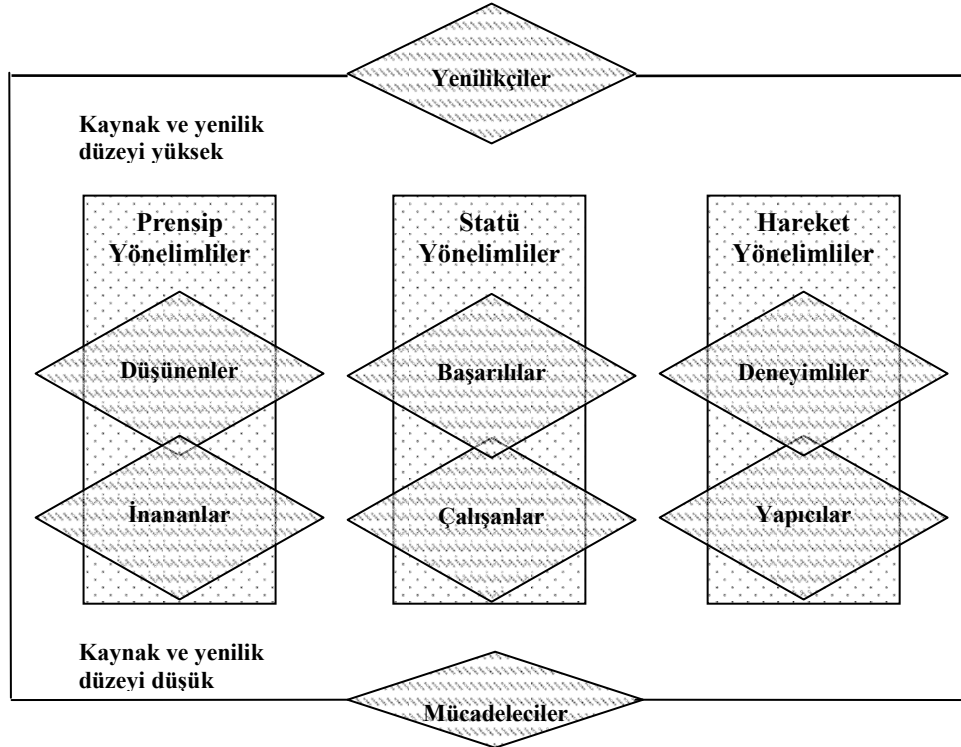 Yenilikçiler
Kaynak ve yenilik
düzeyi yüksek
Prensip
Yönelimliler
Statü
Yönelimliler
Hareket
Yönelimliler
Düşünenler
Başarılılar
Deneyimliler
İnananlar
Çalışanlar
Yapıcılar
Kaynak ve yenilik
düzeyi düşük
Mücadeleciler